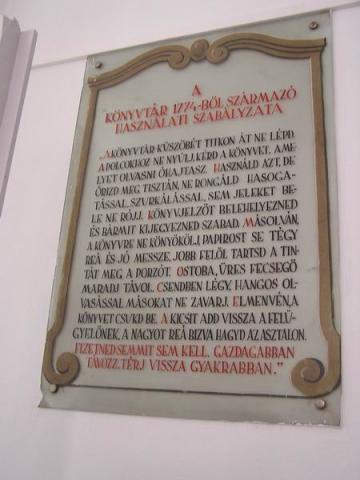 A
KÖNYVTÁR 1774-BŐL SZÁRMAZÓ
HASZNÁLATI SZABÁLYZATA
„A KÖNYVTÁR KÜSZÖBÉT TITKON ÁT NE LÉPD.
A POLCOKHOZ NE NYÚLJ, KÉRD A KÖNYVET, AME-
LYET OLVASNI ÓHAJTASZ. HASZNÁLD AZT, DE
ŐRIZD MEG TISZTÁN, NE RONGÁLD HASOGA-
TÁSSAL, SZURKÁLÁSSAL, SEM JELEKET BE-
LE NE RÓJJ. KÖNYVJELZŐT BELEHELYEZNED
ÉS BÁRMIT KIJEGYEZNED SZABAD. MÁSOLVÁN,
A KÖNYVRE NE KÖNYÖKÖLJ, PAPIROST SE TÉGY
REÁ ÉS JÓ MESSZE, JOBB FELŐL TARTSD A TIN-
TÁT MEG A PORZÓT. OSTOBA, ÜRES FECSEGŐ
MARADJ TÁVOL. CSENDBEN LÉGY, HANGOS OL-
VASÁSSAL MÁSOKAT NE ZAVARJ. ELMENVÉN, A
KÖNYVET CSUKD BE. A KICSIT ADD VISSZA A FELÜ-
GYELŐNEK, A NAGYOT REÁ BIZVA HAGYD AZ ASZTALON.
FIZETNED SEMMIT SEM KELL. GAZDAGABBAN
TÁVOZZ. TÉRJ VISSZA GYAKRABBAN."